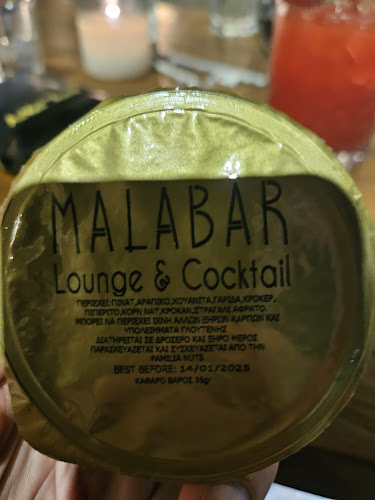 MALABAR
Lounge & Cocktail
ΠΕΡΙΕΧΕΙ:ΠΙΝΑΤ,ΑΡΑΠΙΚΟ,ΧΟΥΑΝΙΤΑ,ΓΑΡΙΔΑ,ΚΡΟΚΕΡ,
ΠΙΠΕΡΙΤΟ,ΚΟΡΝ ΝΑΤ,ΚΡΟΚΑΝ,ΣΤΡΑΓΑΛΙ ΑΦΡΑΤΟ.
ΜΠΟΡΕΙ ΝΑ ΠΕΡΙΕΧΕΙ ΙΧΝΗ ΑΛΛΩΝ ΞΗΡΩΝ ΚΑΡΠΩΝ ΚΑΙ
ΥΠΟΛΕΙΜΜΑΤΑ ΓΛΟΥΤΕΝΗΣ
ΔΙΑΤΗΡΕΙΤΑΙ ΣΕ ΔΡΟΣΕΡΟ ΚΑΙ ΞΗΡΟ ΜΕΡΟΣ
ΠΑΡΑΣΚΕΥΑΖΕΤΑΙ ΚΑΙ ΣΥΣΚΕΥΑΖΕΤΑΙ ΑΠΟ ΤΗΝ
FAMILIA NUTS
BEST BEFORE: 14/01/2025
ΚΑΘΑΡΟ ΒΑΡΟΣ 35gr